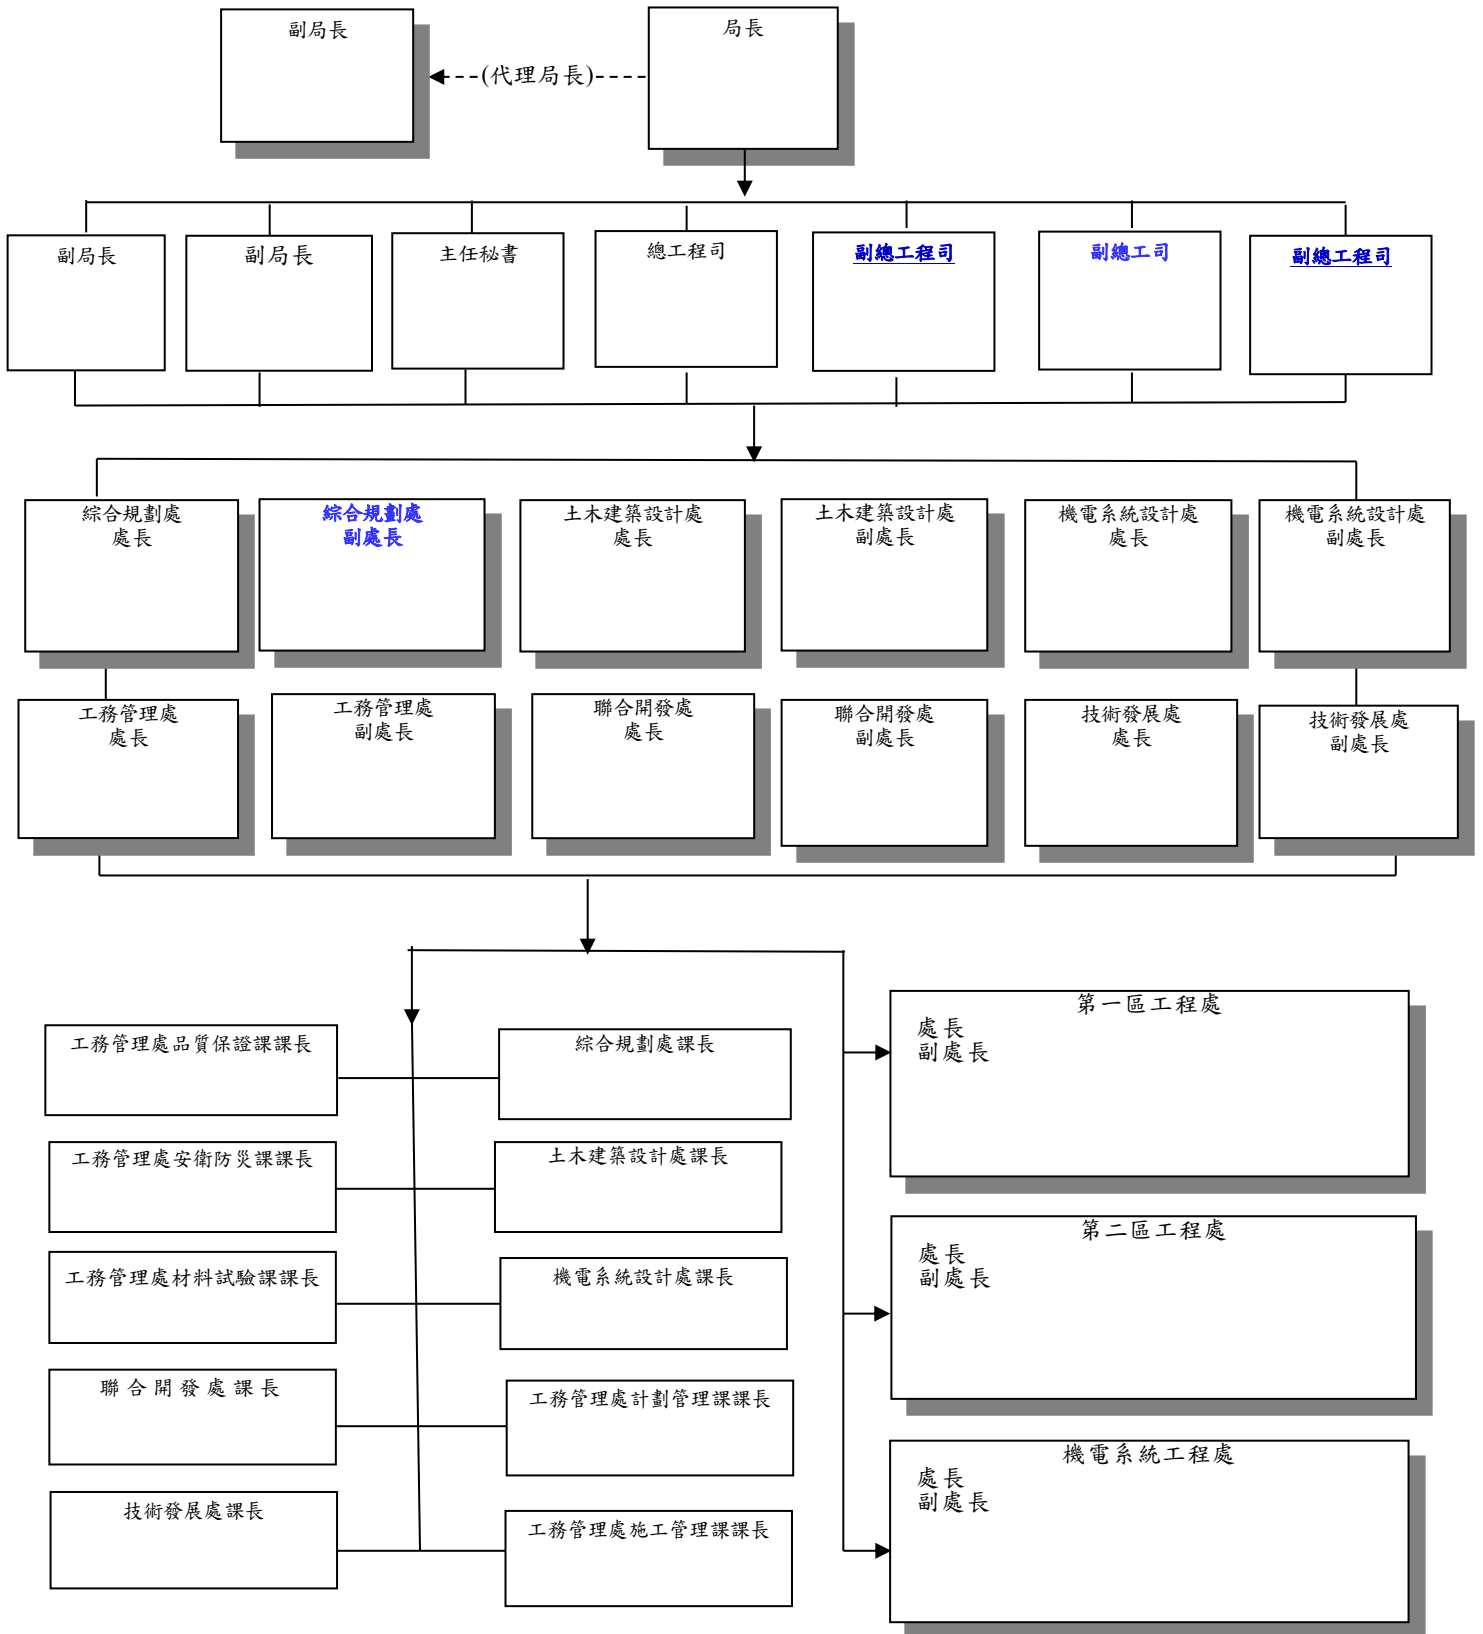 副局長
局長
(代理局長)
副局長
副局長
主任秘書
總工程司
副總工程司
副總工司
副總工程司
綜合規劃處
處長
綜合規劃處
副處長
土木建築設計處
處長
土木建築設計處
副處長
機電系統設計處
處長
機電系統設計處
副處長
工務管理處
處長
工務管理處
副處長
聯合開發處
處長
聯合開發處
副處長
技術發展處
處長
技術發展處
副處長
工務管理處品質保證課課長
綜合規劃處課長
工務管理處安衛防災課課長
土木建築設計處課長
工務管理處材料試驗課課長
機電系統設計處課長
聯合開發處課長
工務管理處計劃管理課課長
技術發展處課長
工務管理處施工管理課課長
第一區工程處
處長
副處長
第二區工程處
處長
副處長
機電系統工程處
處長
副處長